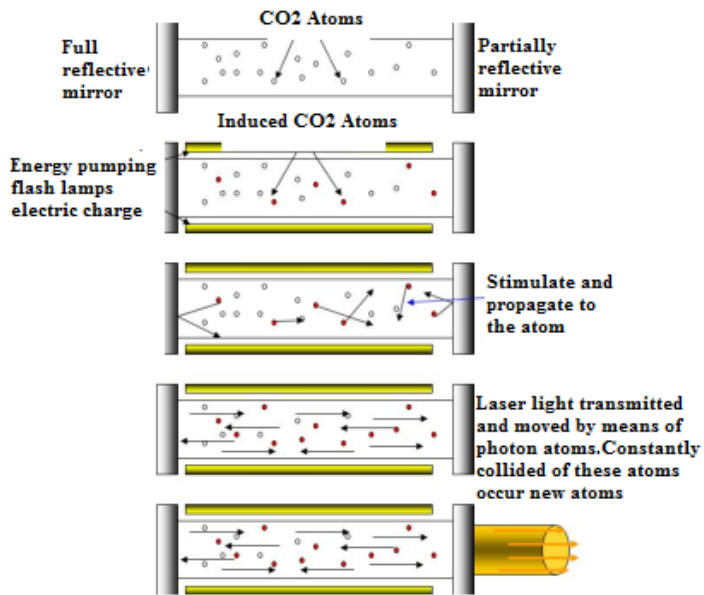 CO2 Atoms
Full
reflective
mirror
Partially
reflective
mirror
Induced CO2 Atoms
Energy pumping
flash lamps
electric charge
Stimulate and
propagate to
the atom
Laser light transmitted
and moved by means of
photon atoms.Constantly
collided of these atoms
occur new atoms